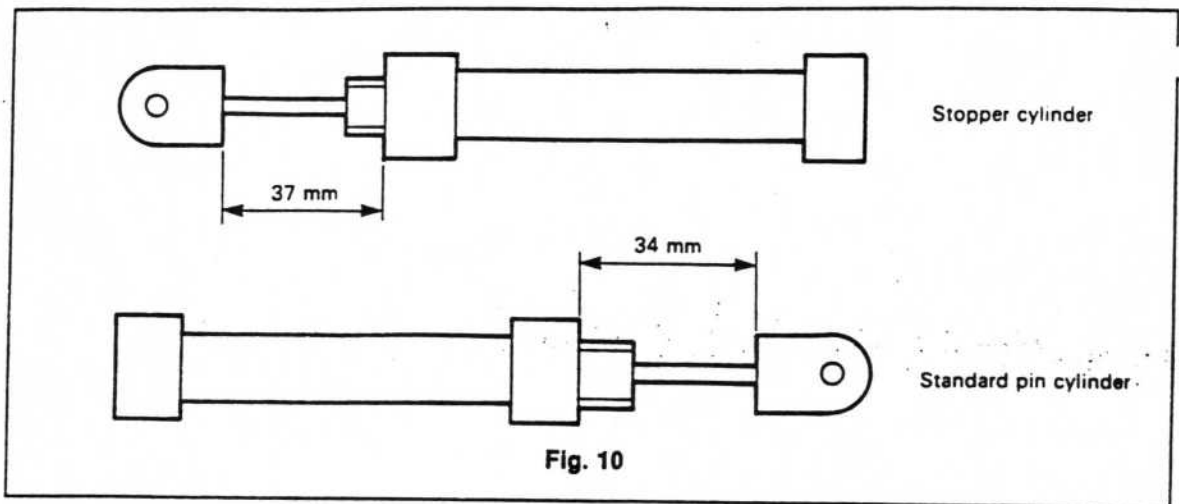 Stopper cylinder
37 mm
34 mm
Standard pin cylinder
Fig. 10